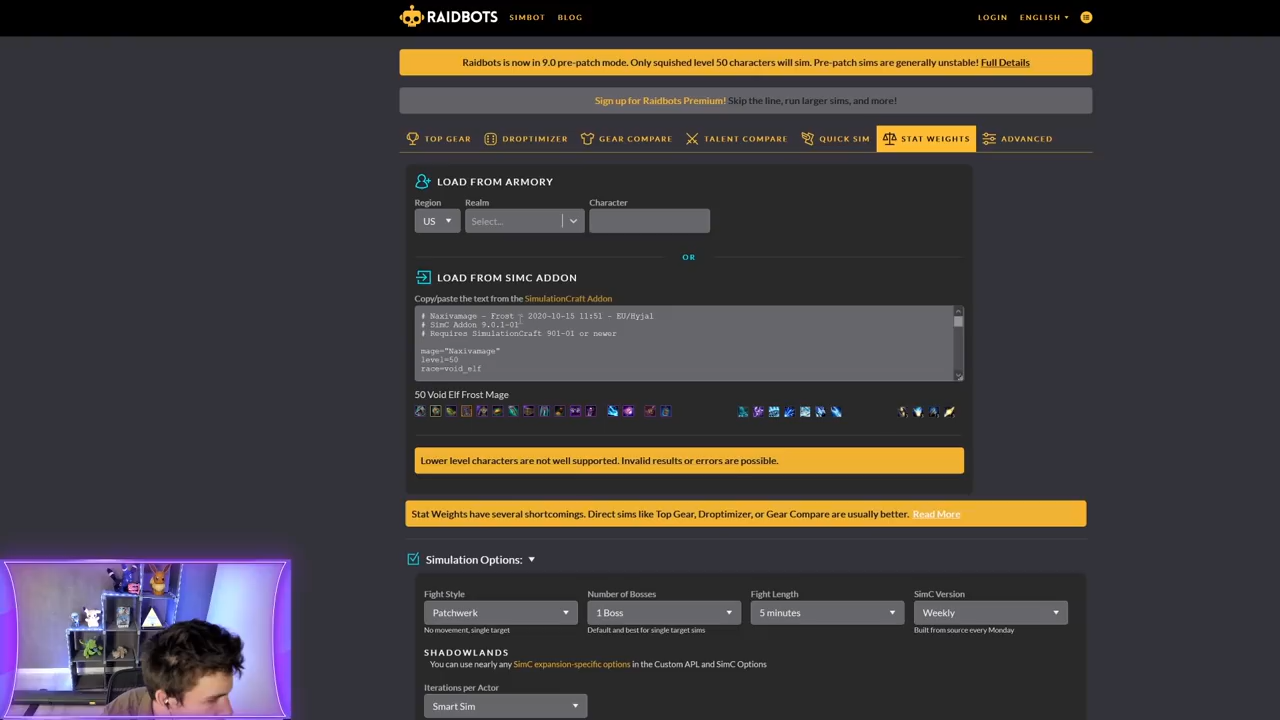 RAIDBOTS
SIMBOT
BLOG
LOGIN
ENGLISH
Raidbots is now in 9.0 pre-patch mode. Only squished level 50 characters will sim. Pre-patch sims are generally unstable! Full Details
Sign up for Raidbots Premium! Skip the line, run larger sims, and more!
TOP GEAR
DROPTIMIZER
GEAR COMPARE
TALENT COMPARE
QUICK SIM
STAT WEIGHTS
ADVANCED
LOAD FROM ARMORY
Region
Realm
Character
US
Select...
OR
LOAD FROM SIMC ADDON
Copy/paste the text from the SimulationCraft Addon
# Naxivamage - Frost - 2020-10-15 11:51 - EU/Hyjal
# SimC Addon 9.0.1-01
# Requires SimulationCraft 901-01 or newer
mage="Naxivamage"
level=50
race=void_elf
50 Void Elf Frost Mage
Lower level characters are not well supported. Invalid results or errors are possible.
Stat Weights have several shortcomings. Direct sims like Top Gear, Droptimizer, or Gear Compare are usually better. Read More
Simulation Options:
Fight Style
Number of Bosses
Fight Length
SimC Version
Patchwerk
1 Boss
5 minutes
Weekly
No movement, single target
Default and best for single target sims
Built from source every Monday
SHADOWLANDS
You can use nearly any SimC expansion-specific options in the Custom APL and SimC Options
Iterations per Actor
Smart Sim